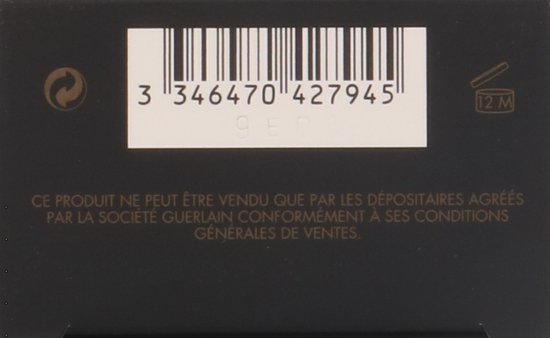 3 346470 427945
12 M
CE PRODUIT NE PEUT ÊTRE VENDU QUE PAR LES DÉPOSITAIRES AGRÉÉS
PAR LA SOCIÉTÉ GUERLAIN CONFORMÉMENT À SES CONDITIONS
GÉNÉRALES DE VENTES.